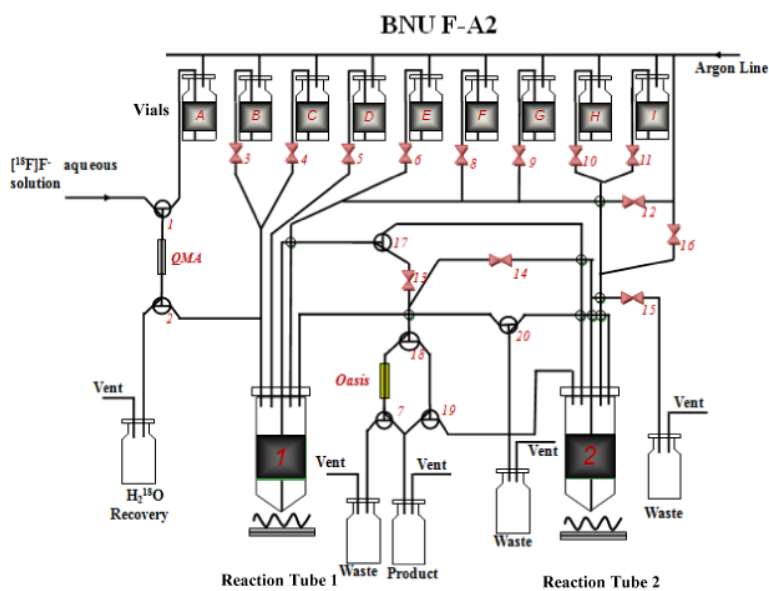 BNU F-A2
Argon Line
Vials
A B C D E F G H I
3 4 5 6 8 9 10 11
[¹⁸F]F⁻ aqueous
solution
1
12
17
16
QMA
13
14
2
15
20
18
Oasis
Vent
7
19
Vent
1
2
Vent
Vent
Vent
H₂¹⁸O
Recovery
Waste
Waste
Waste Product
Reaction Tube 1
Reaction Tube 2